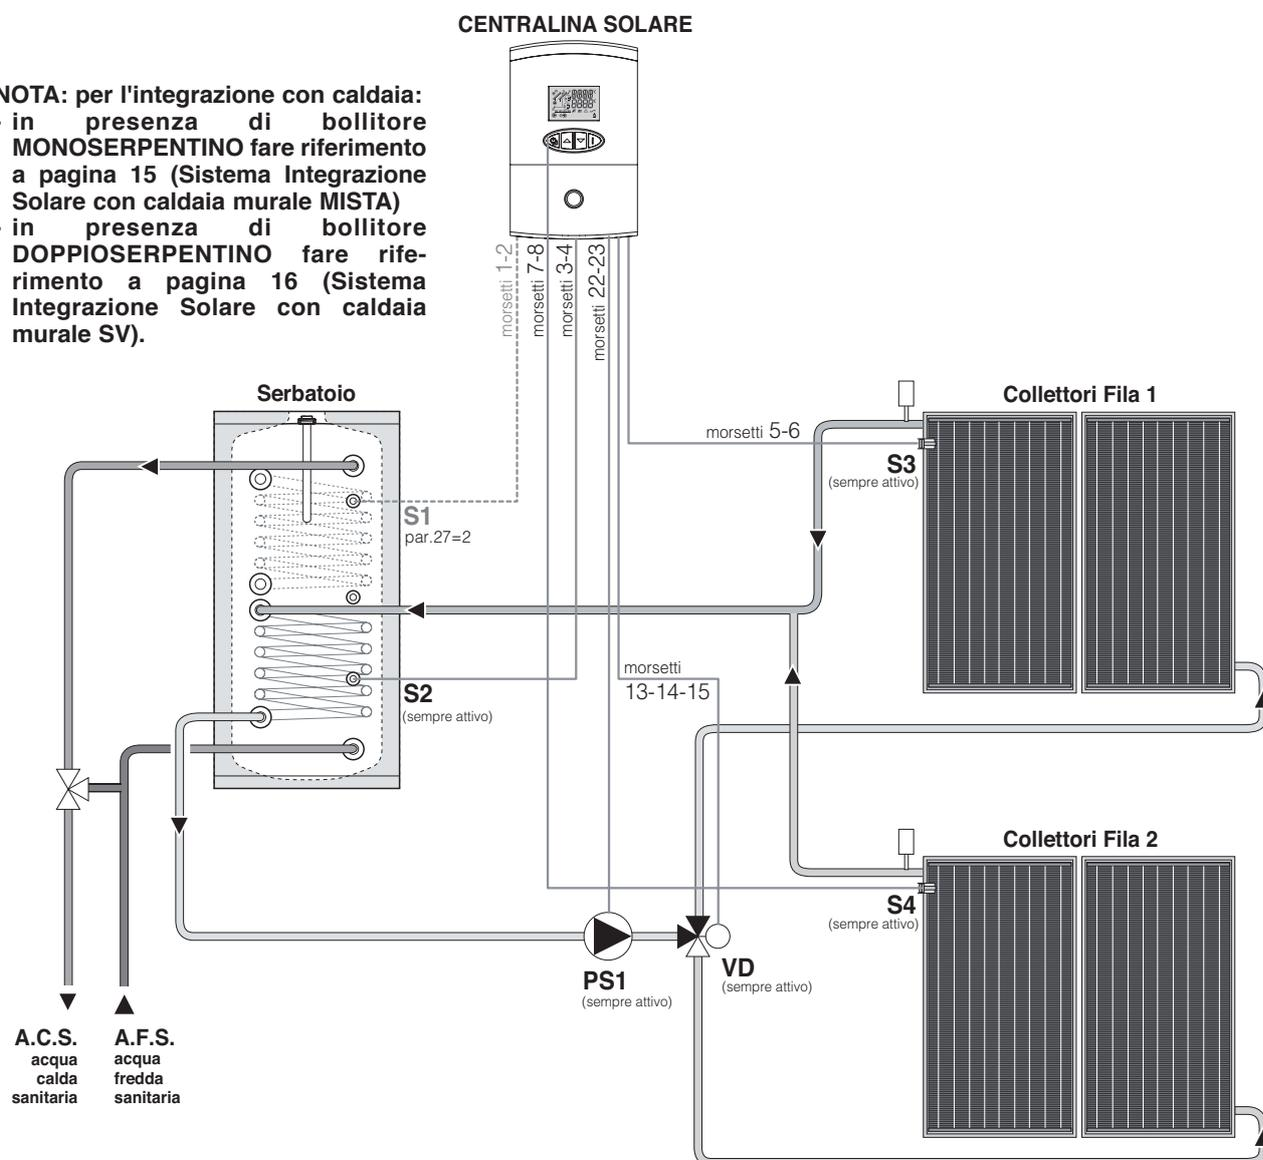 CENTRALINA SOLARE
NOTA: per l'integrazione con caldaia:
- in presenza di bollitore
MONOSERPENTINO fare riferimento
a pagina 15 (Sistema Integrazione
Solare con caldaia murale MISTA)
- in presenza di bollitore
DOPPIOSERPENTINO fare rife-
rimento a pagina 16 (Sistema
Integrazione Solare con caldaia
murale SV).
morsetti 1-2
morsetti 7-8
morsetti 3-4
morsetti 22-23
Serbatoio
Collettori Fila 1
morsetti 5-6
S3
(sempre attivo)
S1
par.27=2
morsetti
13-14-15
S2
(sempre attivo)
Collettori Fila 2
S4
(sempre attivo)
PS1
(sempre attivo)
VD
(sempre attivo)
A.C.S.
acqua
calda
sanitaria
A.F.S.
acqua
fredda
sanitaria